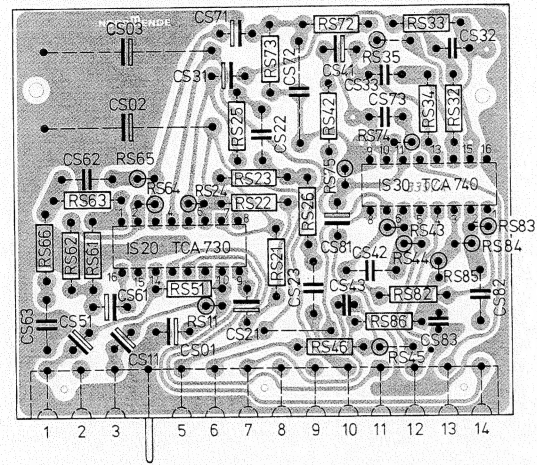 CS03
CS71
RS72
RS33
CS32
CS31
RS73
CS72
CS41
RS35
CS33
CS02
RS25
CS22
RS42
CS73
RS74
RS34
RS32
CS62
RS65
RS75
9 10 11 13 15 16
RS63
RS64
RS24
RS23
RS22
RS26
IS30
TCA 740
RS66
RS62
RS61
IS20 TCA 730
RS21
CS81
RS43
RS83
RS84
RS44
CS42
RS85
CS63
CS51
CS61
RS51
RS11
CS21
CS23
CS43
RS82
CS82
RS86
CS83
CS11
CS01
RS46
RS45
1 2 3 5 6 7 8 9 10 11 12 13 14